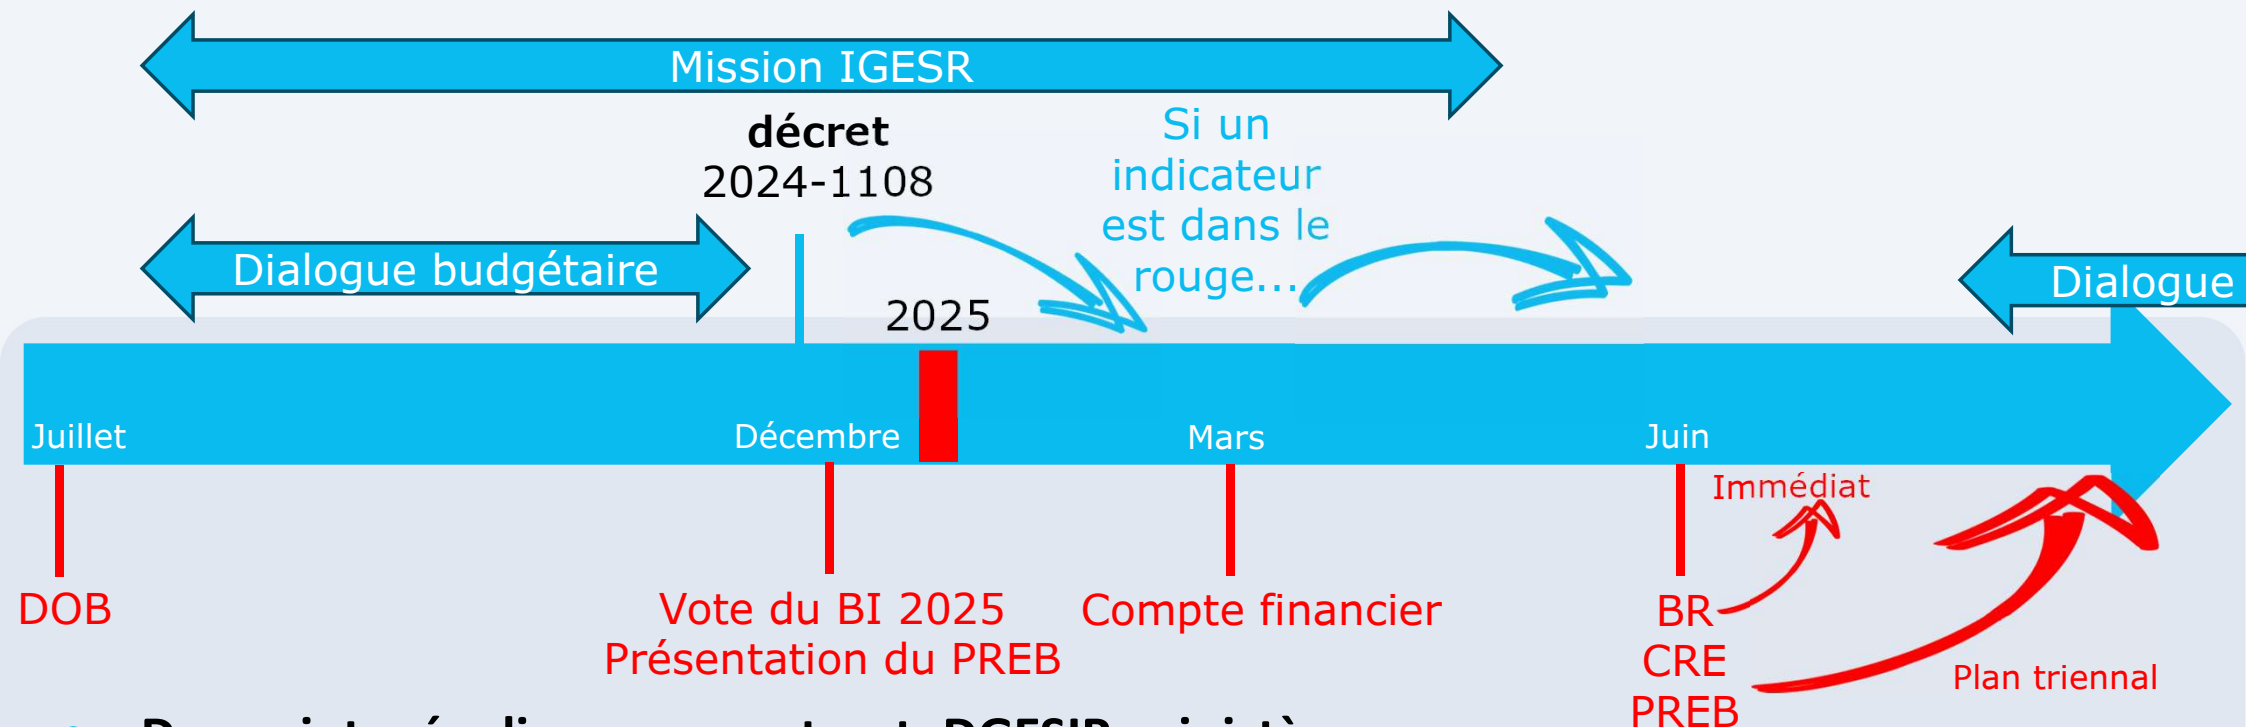 Mission IGESR
décret
2024-1108
Si un
indicateur
est dans le
rouge...
Dialogue budgétaire
Dialogue
2025
Juillet
Décembre
Mars
Juin
Immédiat
DOB
Vote du BI 2025
Présentation du PREB
Compte financier
BR
CRE
PREB
Plan triennal